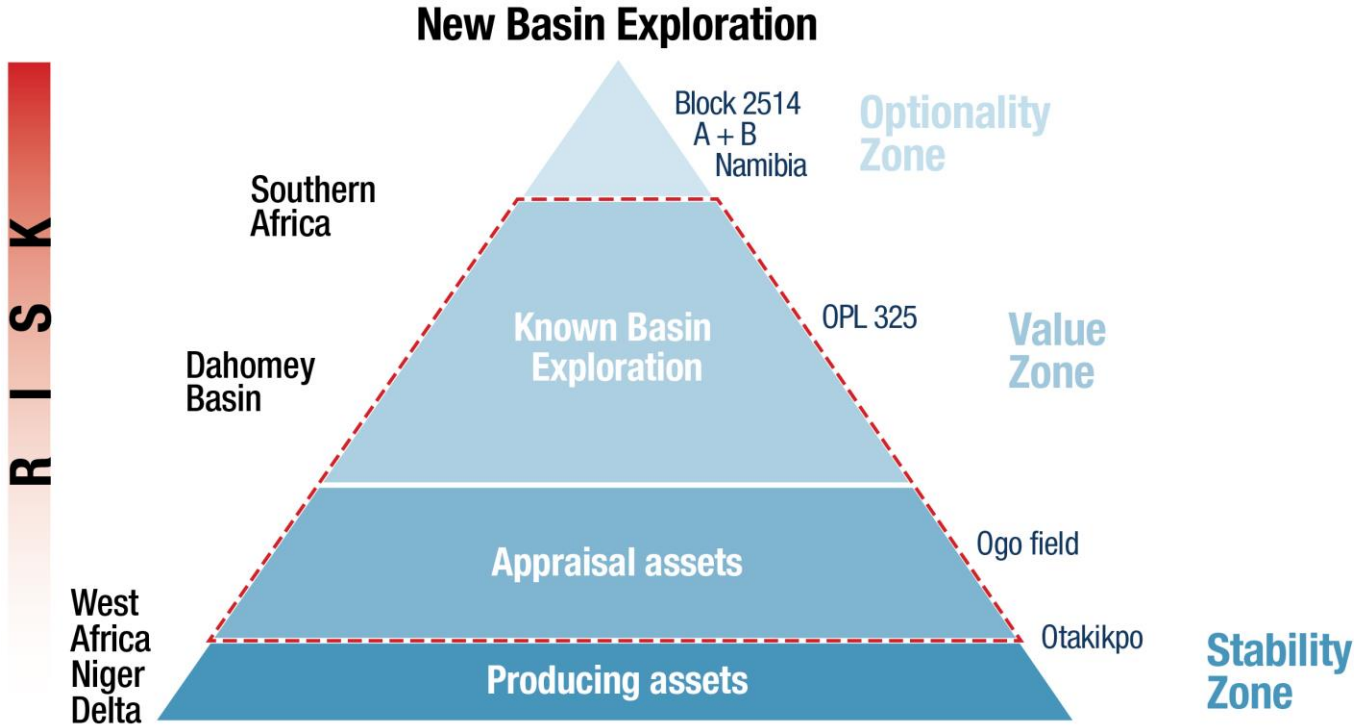 New Basin Exploration
Block 2514
A + B
Namibia
Optionality
Zone
Southern
Africa
RISK
Known Basin
Exploration
OPL 325
Value
Zone
Dahomey
Basin
Appraisal assets
Ogo field
West
Africa
Niger
Delta
Otakikpo
Producing assets
Stability
Zone